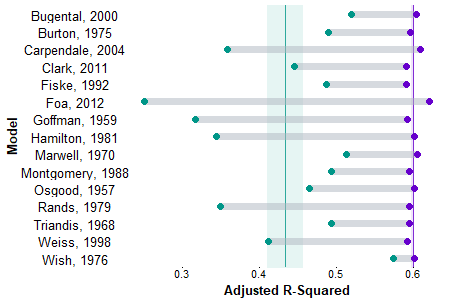 Bugental, 2000
Burton, 1975
Carpendale, 2004
Clark, 2011
Fiske, 1992
Foa, 2012
Goffman, 1959
Hamilton, 1981
Marwell, 1970
Montgomery, 1988
Osgood, 1957
Rands, 1979
Triandis, 1968
Weiss, 1998
Wish, 1976
Model
0.3 0.4 0.5 0.6
Adjusted R-Squared